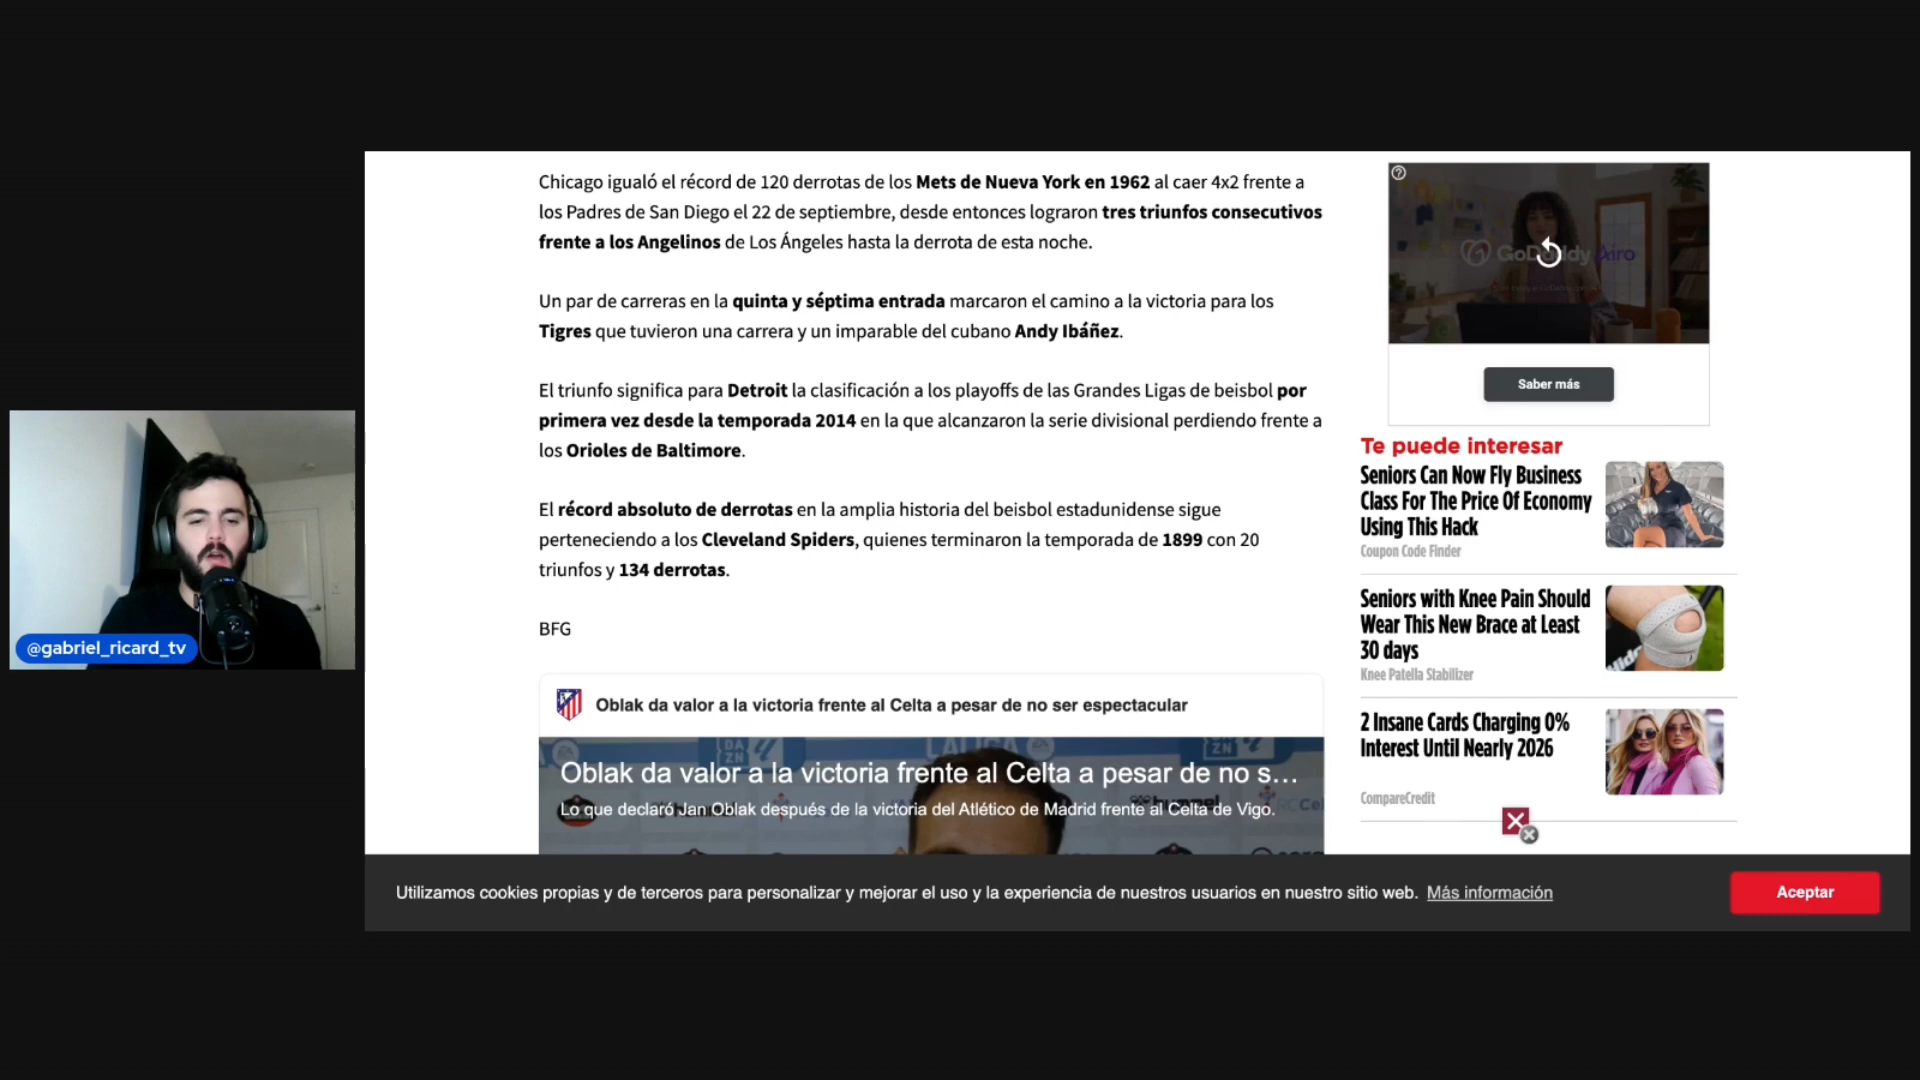 Chicago igualó el récord de 120 derrotas de los Mets de Nueva York en 1962 al caer 4x2 frente a
los Padres de San Diego el 22 de septiembre, desde entonces lograron tres triunfos consecutivos
frente a los Angelinos de Los Ángeles hasta la derrota de esta noche.
Un par de carreras en la quinta y séptima entrada marcaron el camino a la victoria para los
Tigres que tuvieron una carrera y un imparable del cubano Andy Ibáñez.
El triunfo significa para Detroit la clasificación a los playoffs de las Grandes Ligas de beisbol por
primera vez desde la temporada 2014 en la que alcanzaron la serie divisional perdiendo frente a
los Orioles de Baltimore.
El récord absoluto de derrotas en la amplia historia del beisbol estadunidense sigue
perteneciendo a los Cleveland Spiders, quienes terminaron la temporada de 1899 con 20
triunfos y 134 derrotas.
BFG
Oblak da valor a la victoria frente al Celta a pesar de no ser espectacular
DAZN
LALIGA
DAZN
Oblak da valor a la victoria frente al Celta a pesar de no s...
Lo que declaró Jan Oblak después de la victoria del Atlético de Madrid frente al Celta de Vigo.
@gabriel_ricard_tv
GoDaddy Airo
Saber más
Te puede interesar
Seniors Can Now Fly Business
Class For The Price Of Economy
Using This Hack
Coupon Code Finder
Seniors with Knee Pain Should
Wear This New Brace at Least
30 days
Knee Patella Stabilizer
2 Insane Cards Charging 0%
Interest Until Nearly 2026
CompareCredit
Utilizamos cookies propias y de terceros para personalizar y mejorar el uso y la experiencia de nuestros usuarios en nuestro sitio web. Más información
Aceptar